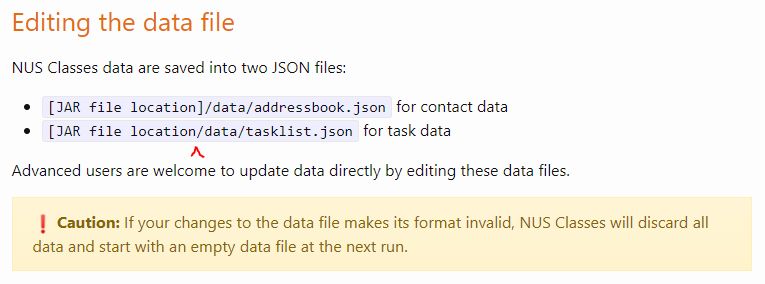 Editing the data file
NUS Classes data are saved into two JSON files:
[JAR file location]/data/addressbook.json for contact data
[JAR file location/data/tasklist.json for task data
Advanced users are welcome to update data directly by editing these data files.
❗ Caution: If your changes to the data file makes its format invalid, NUS Classes will discard all
data and start with an empty data file at the next run.